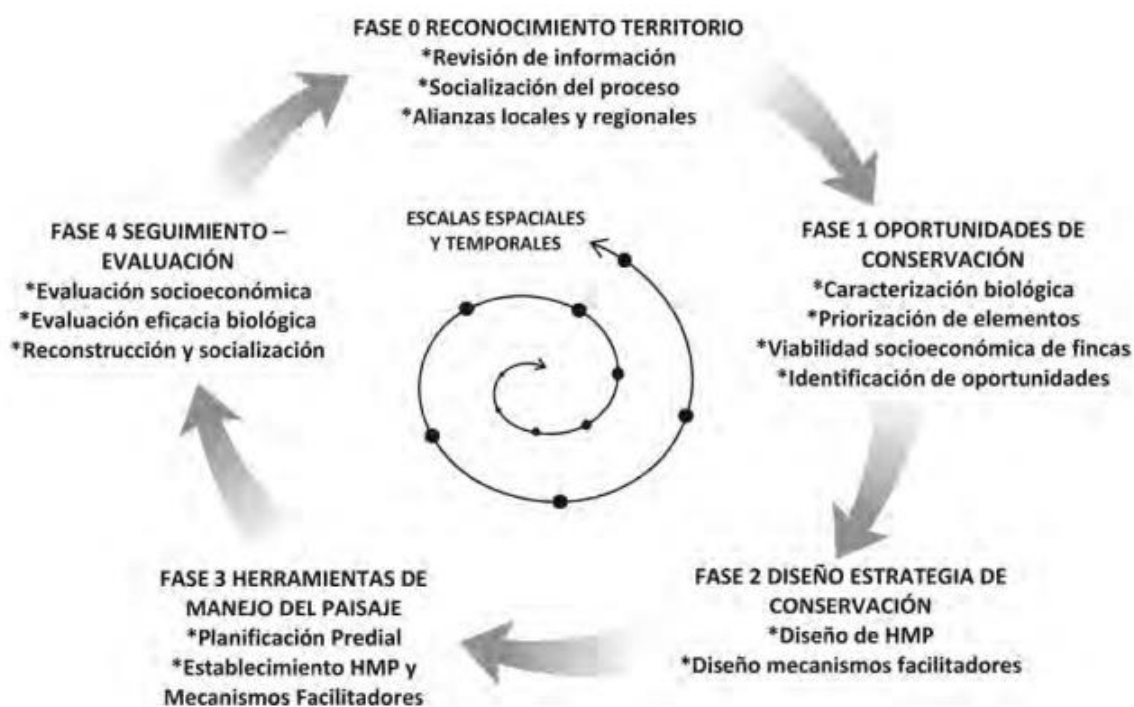 FASE 0 RECONOCIMIENTO TERRITORIO
*Revisión de información
*Socialización del proceso
*Alianzas locales y regionales
FASE 1 OPORTUNIDADES DE
CONSERVACIÓN
*Caracterización biológica
*Priorización de elementos
*Viabilidad socioeconómica de fincas
*Identificación de oportunidades
FASE 2 DISEÑO ESTRATEGIA DE
CONSERVACIÓN
*Diseño de HMP
*Diseño mecanismos facilitadores
FASE 3 HERRAMIENTAS DE
MANEJO DEL PAISAJE
*Planificación Predial
*Establecimiento HMP y
Mecanismos Facilitadores
FASE 4 SEGUIMIENTO –
EVALUACIÓN
*Evaluación socioeconómica
*Evaluación eficacia biológica
*Reconstrucción y socialización
ESCALAS ESPACIALES
Y TEMPORALES